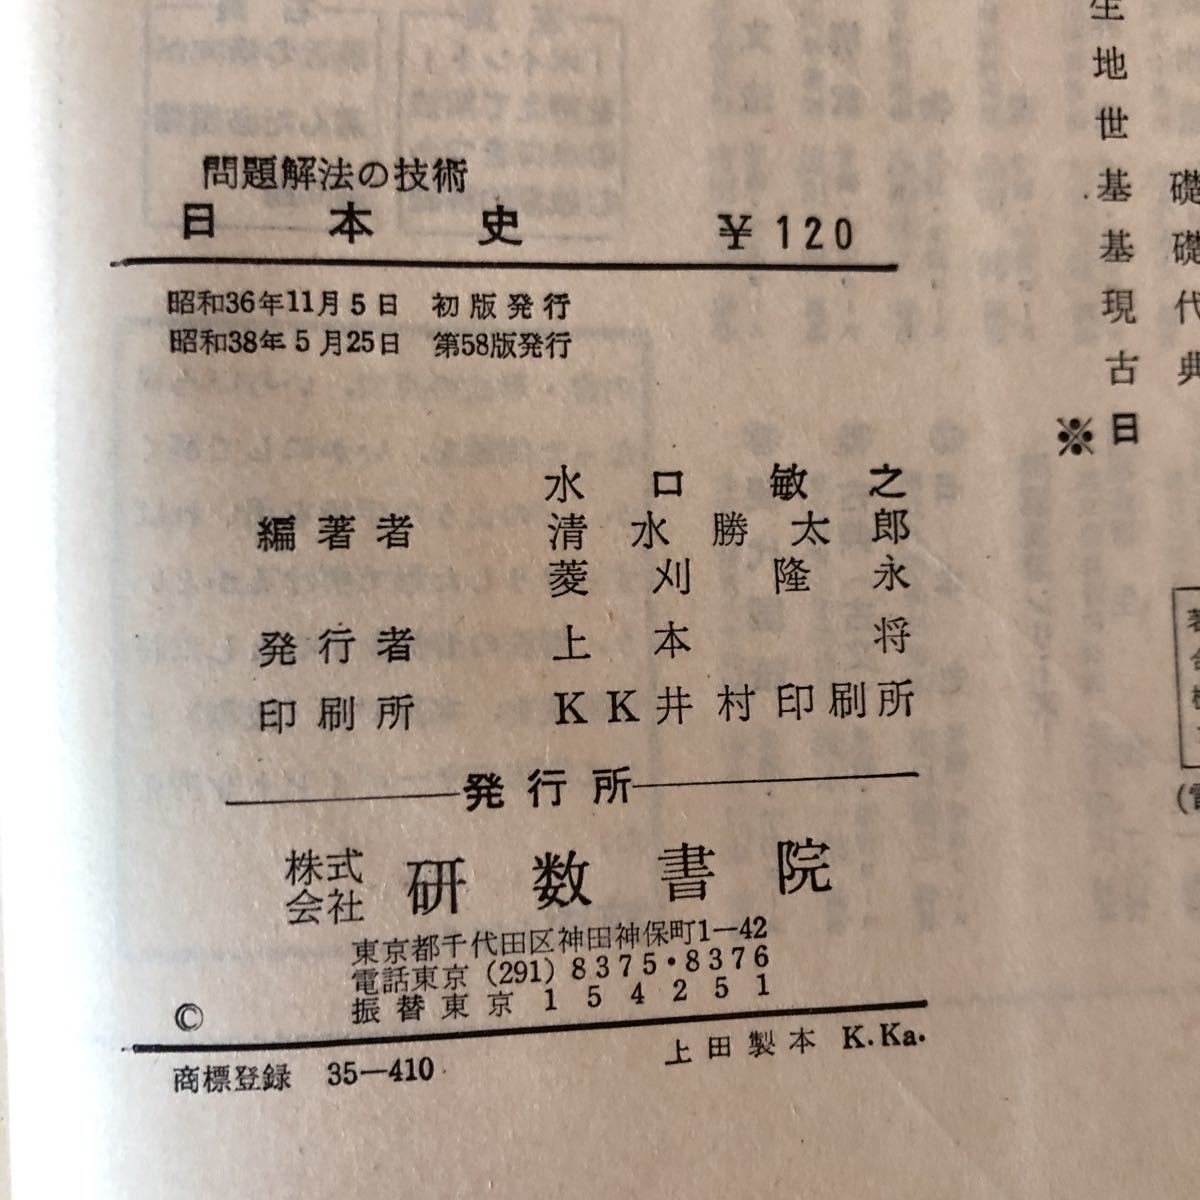 問題解法の技術
日本史 ¥120
昭和36年11月5日 初版発行
昭和38年5月25日 第58版発行
編著者
水口敏之
清水勝太郎
菱刈隆永
発行者 上本将
印刷所 KK井村印刷所
発行所
株式会社 研数書院
東京都千代田区神田神保町1—42
電話東京(291)8375・8376
振替東京154251
©
商標登録 35—410
上田製本 K.Ka.
生
地
世
基礎
基礎
現代
古典
※日